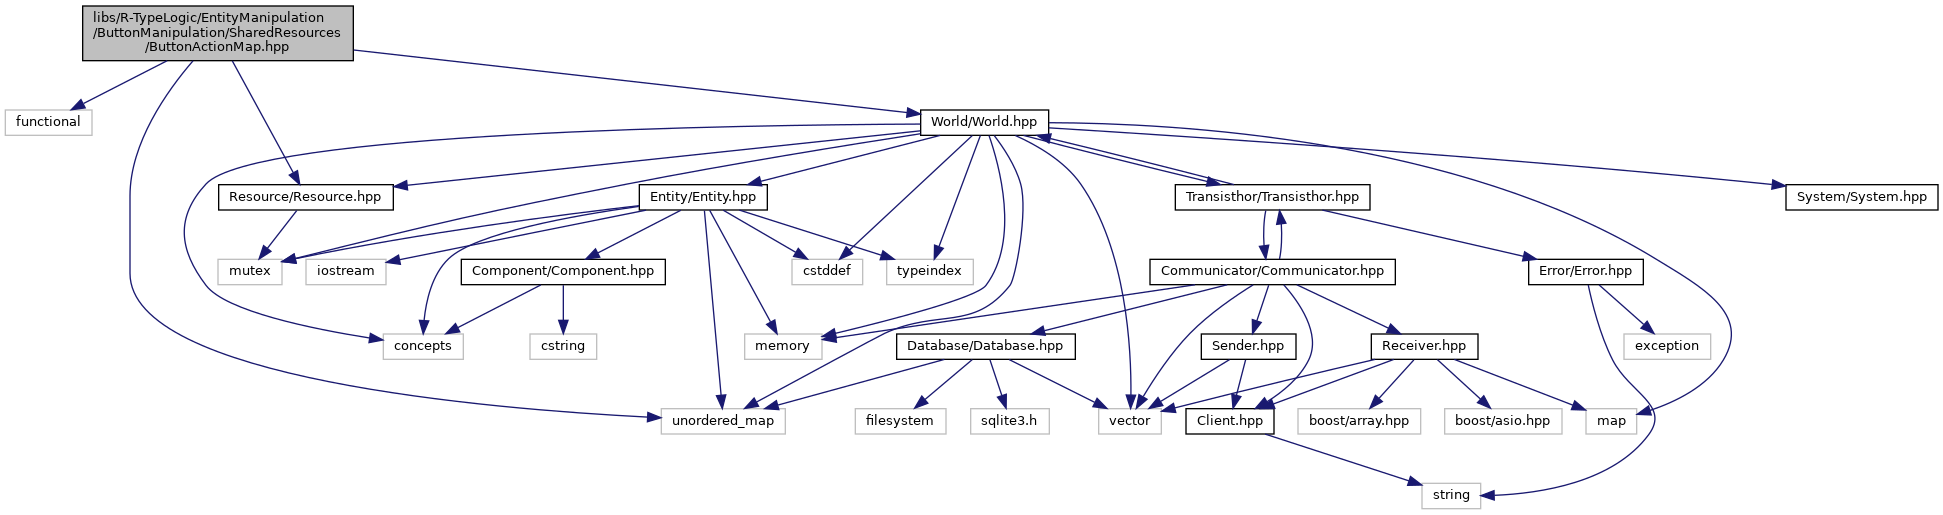 libs/R-TypeLogic/EntityManipulation
/ButtonManipulation/SharedResources
/ButtonActionMap.hpp
functional
World/World.hpp
Resource/Resource.hpp
Entity/Entity.hpp
Transisthor/Transisthor.hpp
System/System.hpp
mutex
iostream
Component/Component.hpp
cstddef
typeindex
Communicator/Communicator.hpp
Error/Error.hpp
concepts
cstring
memory
Database/Database.hpp
Sender.hpp
Receiver.hpp
exception
unordered_map
filesystem
sqlite3.h
vector
Client.hpp
boost/array.hpp
boost/asio.hpp
map
string